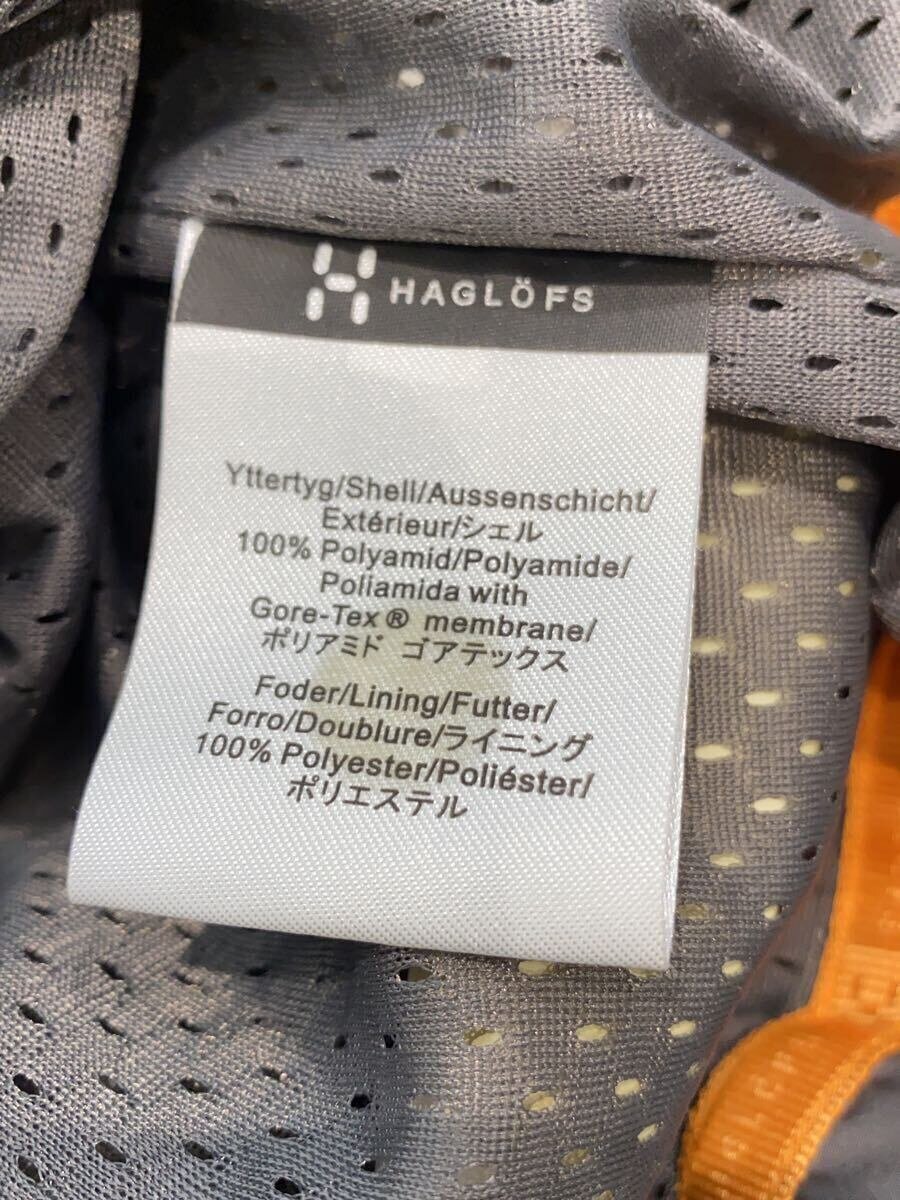 HAGLÖFS
Yttertyg/Shell/Aussenschicht/
Extérieur/シェル
100% Polyamid/Polyamide/
Poliamida with
Gore-Tex® membrane/
ポリアミド ゴアテックス
Foder/Lining/Futter/
Forro/Doublure/ライニング
100% Polyester/Poliéster/
ポリエステル